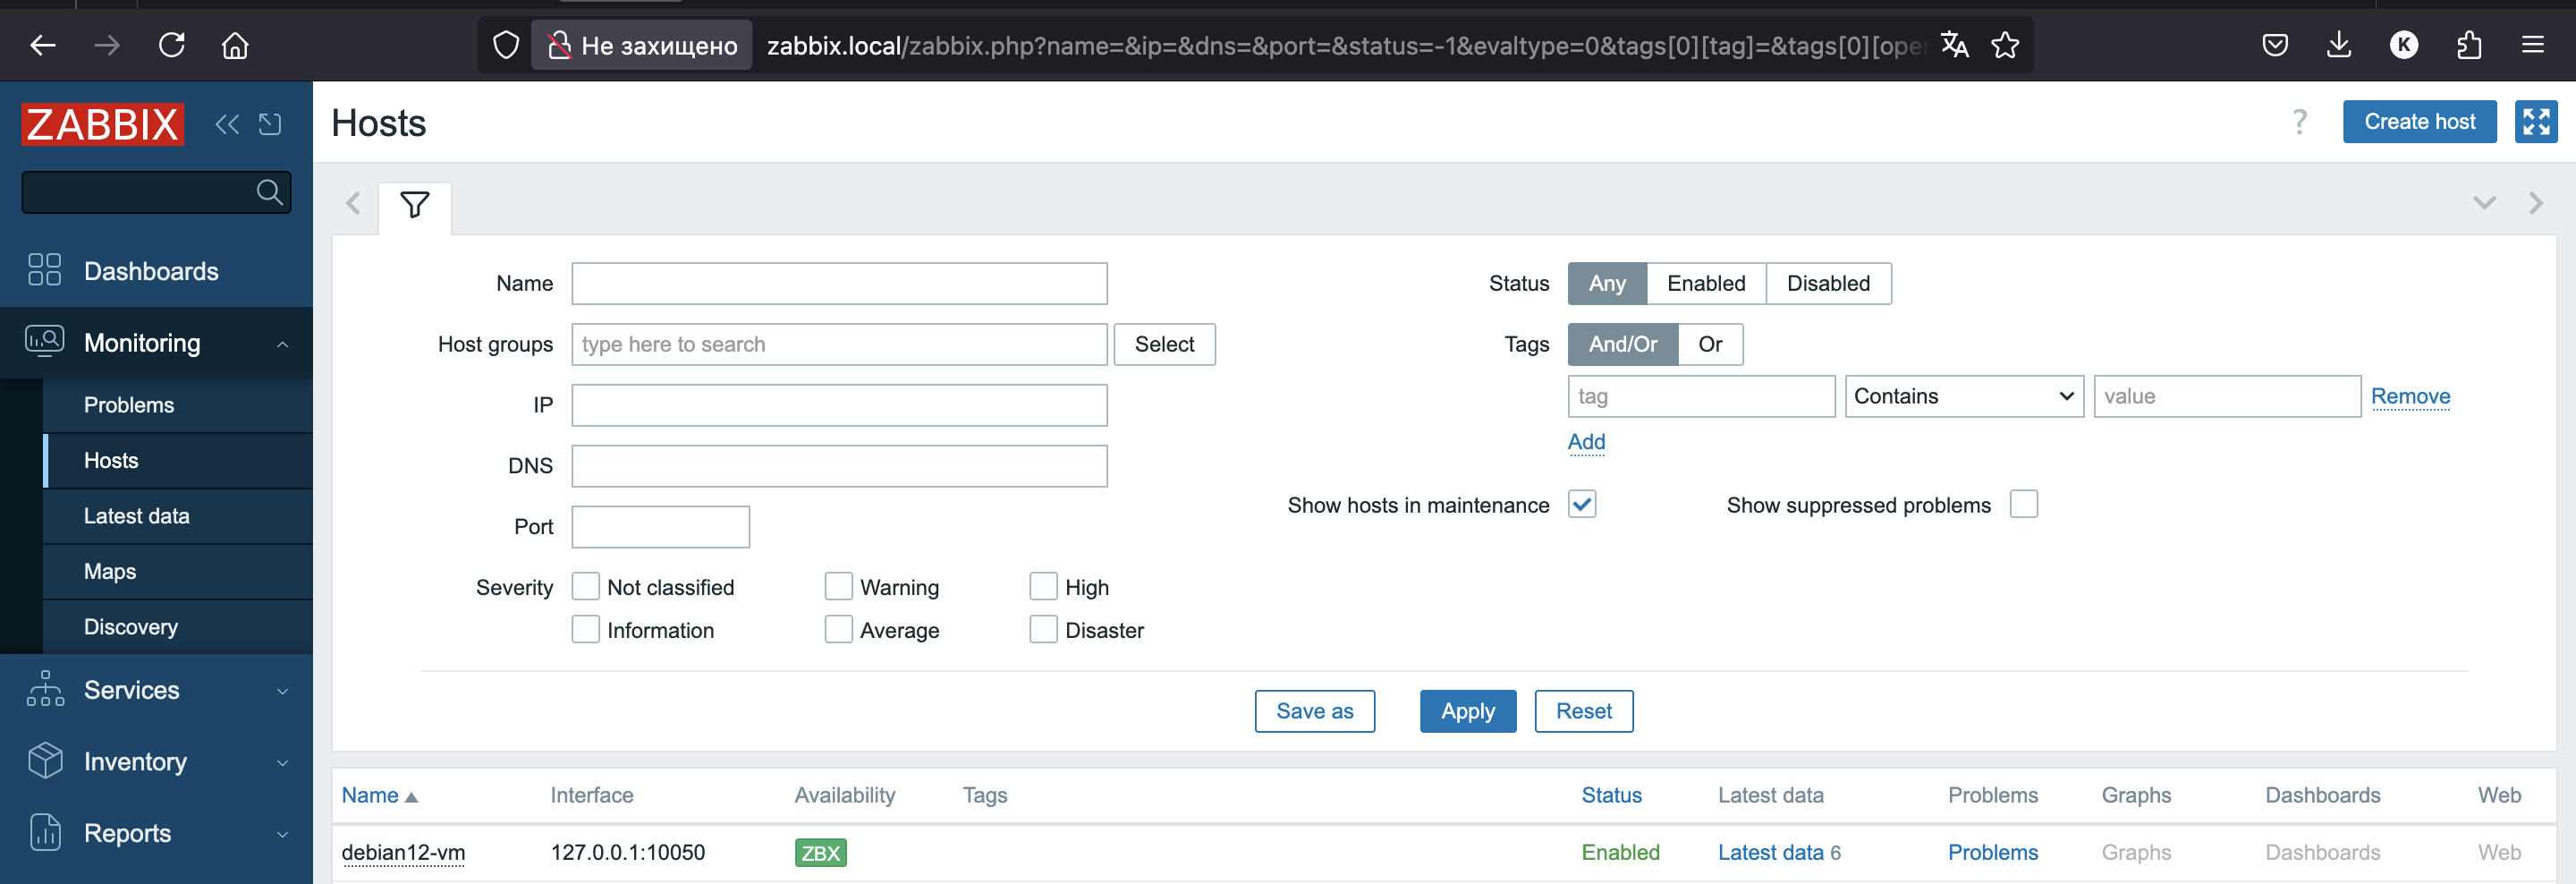 Не захищено zabbix.local/zabbix.php?name=&ip=&dns=&port=&status=-1&evaltype=0&tags[0][tag]=&tags[0][ope
K
ZABBIX
Hosts
?
Create host
Dashboards
Monitoring
Problems
Hosts
Latest data
Maps
Discovery
Services
Inventory
Reports
Name
Host groups type here to search Select
IP
DNS
Port
Severity Not classified Warning High
Information Average Disaster
Status Any Enabled Disabled
Tags And/Or Or
tag Contains value Remove
Add
Show hosts in maintenance Show suppressed problems
Save as Apply Reset
Name Interface Availability Tags Status Latest data Problems Graphs Dashboards Web
debian12-vm 127.0.0.1:10050 ZBX Enabled Latest data 6 Problems Graphs Dashboards Web